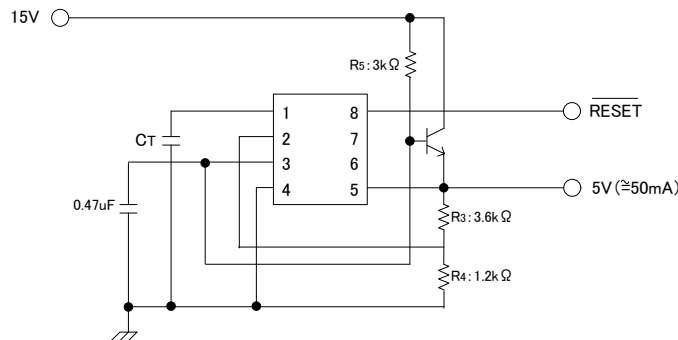 15V
R5:3kΩ
1 8
2 7
3 6
4 5
RESET
CT
0.47uF
5V(≅50mA)
R3:3.6kΩ
R4:1.2kΩ